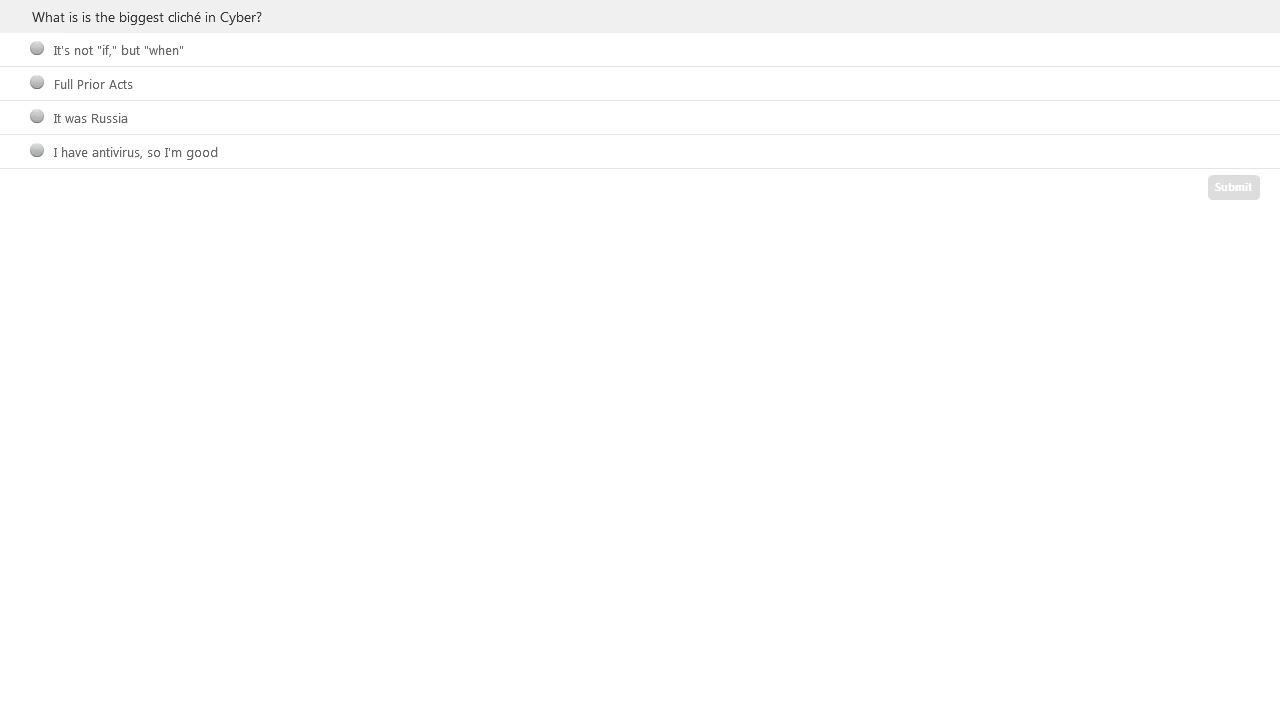 What is is the biggest cliché in Cyber?
It's not "if," but "when"
Full Prior Acts
It was Russia
I have antivirus, so I'm good
Submit